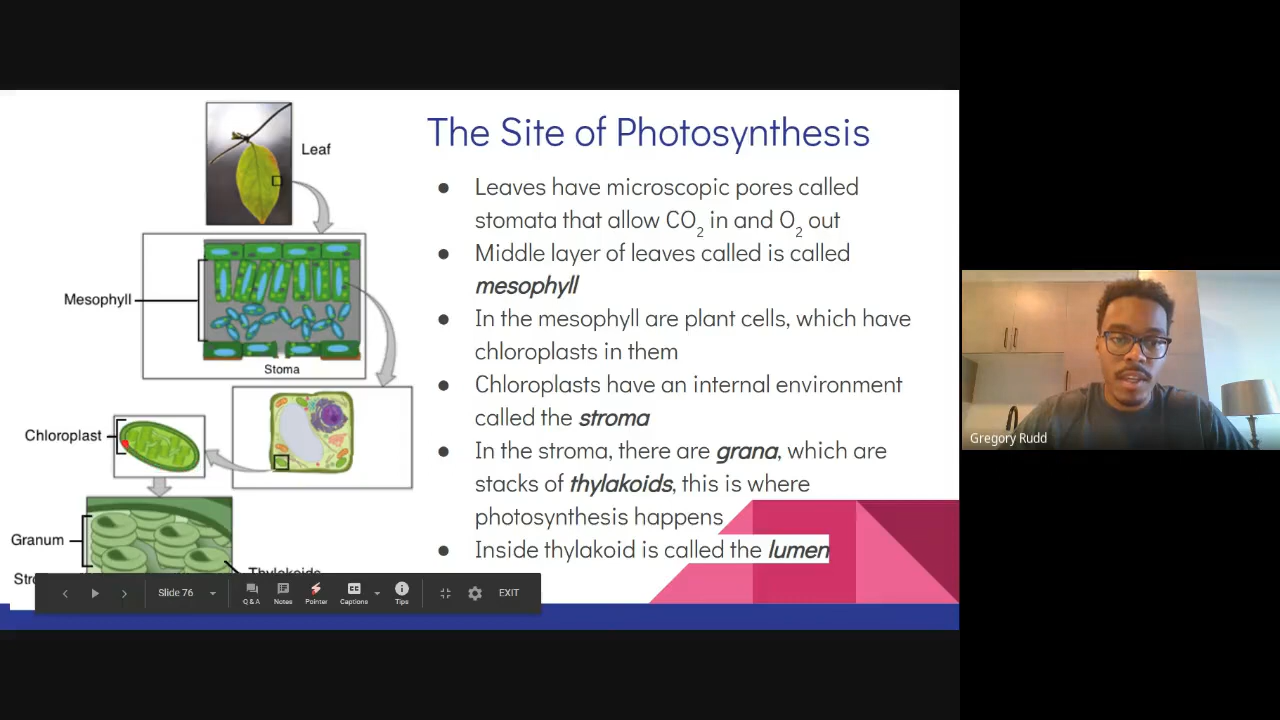 Leaf
Mesophyll
Stoma
Chloroplast
Granum
Thylakoids
The Site of Photosynthesis
● Leaves have microscopic pores called
stomata that allow CO₂ in and O₂ out
● Middle layer of leaves called is called
mesophyll
● In the mesophyll are plant cells, which have
chloroplasts in them
● Chloroplasts have an internal environment
called the stroma
● In the stroma, there are grana, which are
stacks of thylakoids, this is where
photosynthesis happens
● Inside thylakoid is called the lumen
Slide 76
Q & A
Notes
Pointer
Captions
Tips
EXIT
Gregory Rudd